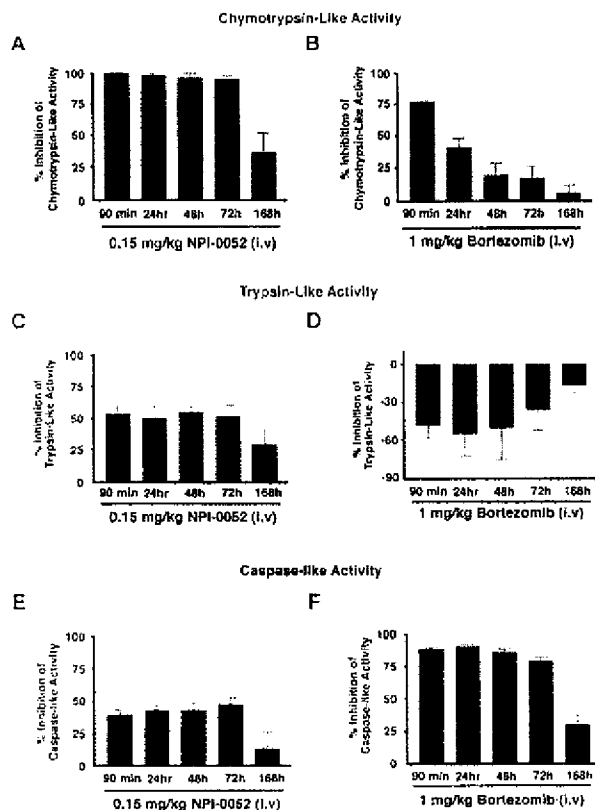 Chymotrypsin-Like Activity
A
B
% Inhibition of
Chymotrypsin-Like Activity
100
75
50
25
0
90 min 24hr 48h 72h 168h
0.15 mg/kg NPI-0052 (i.v)
% Inhibition of
Chymotrypsin-Like Activity
100
75
50
25
0
90 min 24hr 48h 72h 168h
1 mg/kg Bortezomib (i.v)
Trypsin-Like Activity
C
D
% Inhibition of
Trypsin-Like Activity
100
75
50
25
0
90 min 24hr 48h 72h 168h
0.15 mg/kg NPI-0052 (i.v)
% Inhibition of
Trypsin-Like Activity
0
-30
-60
-90
90 min 24hr 48h 72h 168h
1 mg/kg Bortezomib (i.v)
Caspase-like Activity
E
F
% Inhibition of
Caspase-like Activity
100
75
50
25
0
90 min 24hr 48h 72h 168h
0.15 mg/kg NPI-0052 (i.v)
% Inhibition of
Caspase-like Activity
100
75
50
25
0
90 min 24hr 48h 72h 168h
1 mg/kg Bortezomib (i.v)